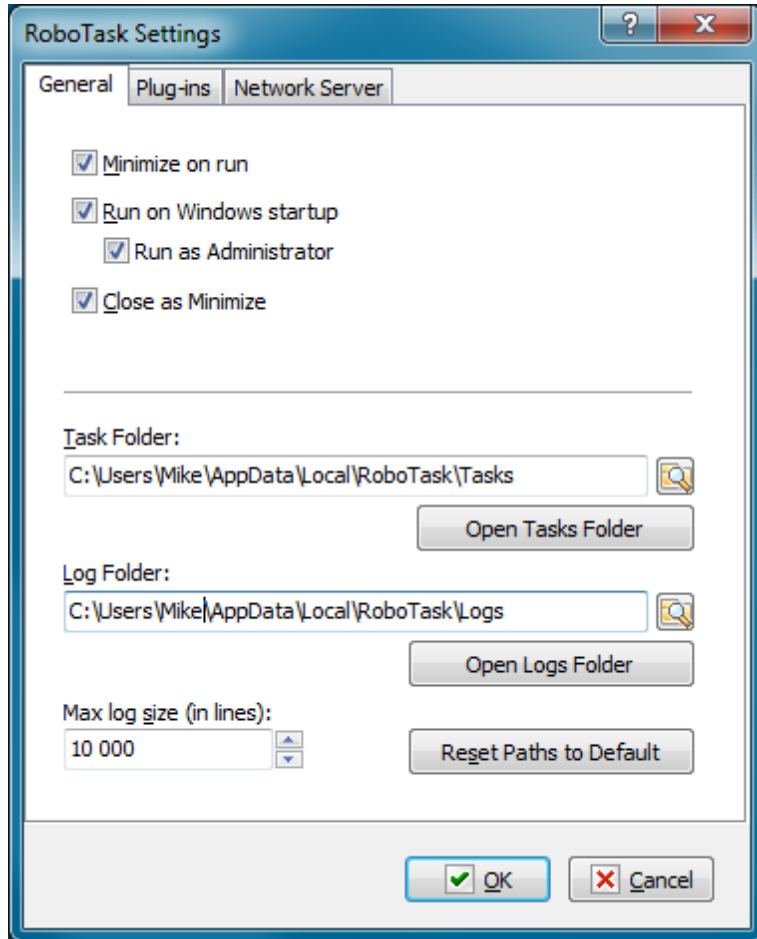 RoboTask Settings
?
General Plug-ins Network Server
Minimize on run
Run on Windows startup
Run as Administrator
Close as Minimize
Task Folder:
C:\Users\Mike\AppData\Local\RoboTask\Tasks
Open Tasks Folder
Log Folder:
C:\Users\Mike\AppData\Local\RoboTask\Logs
Open Logs Folder
Max log size (in lines):
10 000
Reset Paths to Default
OK Cancel